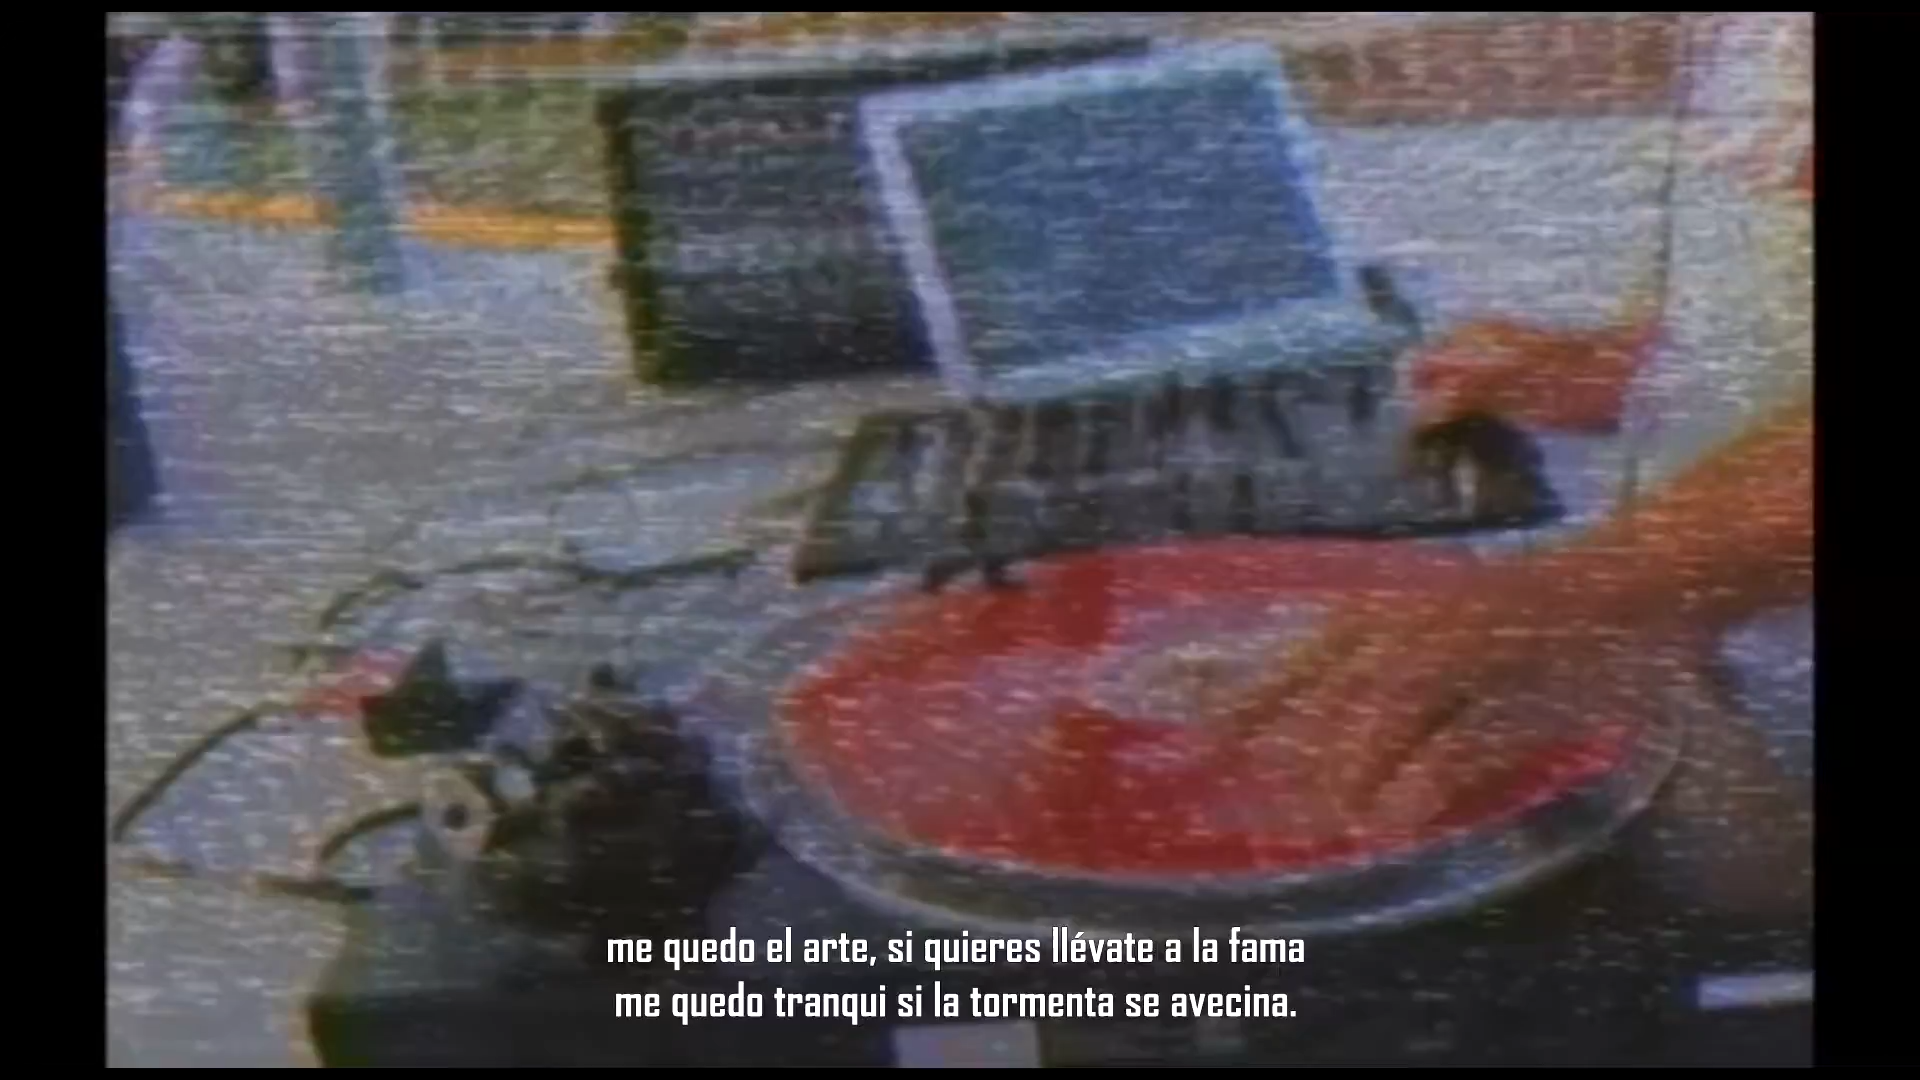 me quedo el arte, si quieres llévate a la fama
me quedo tranqui si la tormenta se avecina.